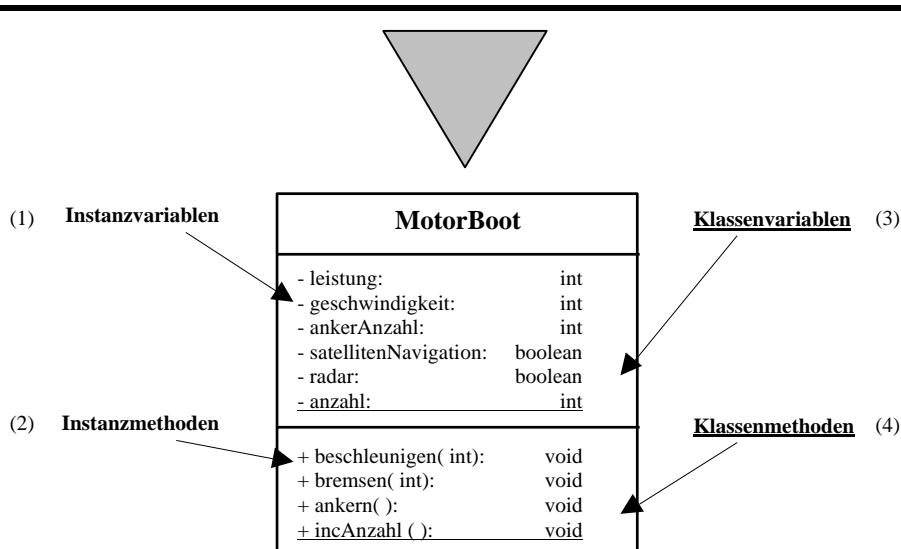 (1) Instanzvariablen MotorBoot Klassenvariablen (3)
- leistung: int
- geschwindigkeit: int
- ankerAnzahl: int
- satellitenNavigation: boolean
- radar: boolean
- anzahl: int
(2) Instanzmethoden Klassenmethoden (4)
+ beschleunigen( int): void
+ bremsen( int): void
+ ankern( ): void
+ incAnzahl ( ): void